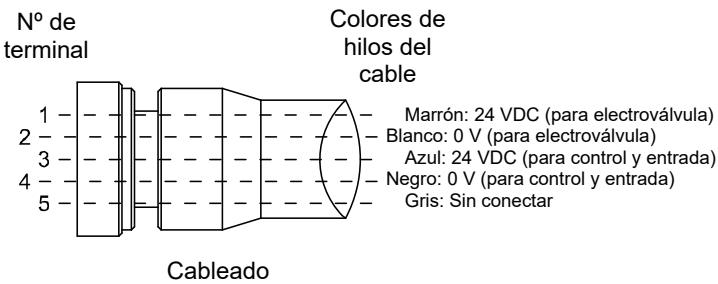 Nº de
terminal
Colores de
hilos del
cable
1 Marrón: 24 VDC (para electroválvula)
2 Blanco: 0 V (para electroválvula)
3 Azul: 24 VDC (para control y entrada)
4 Negro: 0 V (para control y entrada)
5 Gris: Sin conectar
Cableado